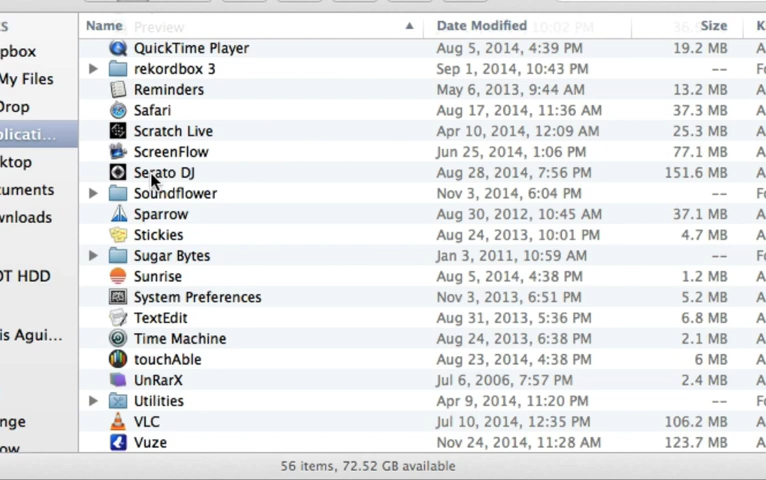 Name Date Modified Size K
Preview 10:02 PM
QuickTime Player Aug 5, 2014, 4:39 PM 19.2 MB A
rekordbox 3 Sep 1, 2014, 10:43 PM -- Fo
Reminders May 6, 2013, 9:44 AM 13.2 MB A
Safari Aug 17, 2014, 11:36 AM 37.3 MB A
Scratch Live Apr 10, 2014, 12:09 AM 25.3 MB A
ScreenFlow Jun 25, 2014, 1:06 PM 77.1 MB A
Serato DJ Aug 28, 2014, 7:56 PM 151.6 MB A
Soundflower Nov 3, 2014, 6:04 PM -- Fo
Sparrow Aug 30, 2012, 10:45 AM 37.1 MB A
Stickies Aug 24, 2013, 10:01 PM 4.7 MB A
Sugar Bytes Jan 3, 2011, 10:59 AM -- Fo
Sunrise Aug 5, 2014, 4:38 PM 1.2 MB A
System Preferences Nov 3, 2013, 6:51 PM 5.2 MB A
TextEdit Aug 31, 2013, 5:36 PM 6.8 MB A
Time Machine Aug 24, 2013, 6:38 PM 2.1 MB A
touchAble Aug 23, 2014, 4:38 PM 6 MB A
UnRarX Jul 6, 2006, 7:57 PM 2.4 MB A
Utilities Apr 9, 2014, 11:20 PM -- Fo
VLC Jul 10, 2014, 12:35 PM 106.2 MB A
Vuze Nov 24, 2014, 11:28 AM 123.7 MB A
S
pbox
My Files
Drop
plicati...
ktop
uments
wnloads
OT HDD
is Agui...
nge
ow
56 items, 72.52 GB available